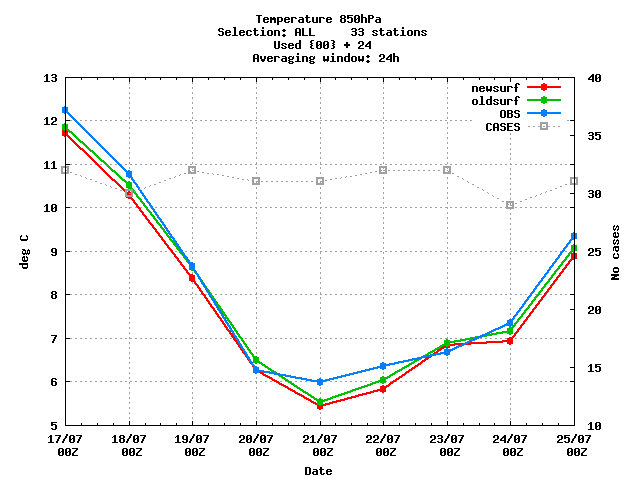 Temperature 850hPa
Selection: ALL 33 stations
Used {00} + 24
Averaging window: 24h
newsurf
oldsurf
OBS
CASES
deg C
13
12
11
10
9
8
7
6
5
40
35
30
25
20
15
10
No cases
17/07 18/07 19/07 20/07 21/07 22/07 23/07 24/07 25/07
00Z 00Z 00Z 00Z 00Z 00Z 00Z 00Z 00Z
Date